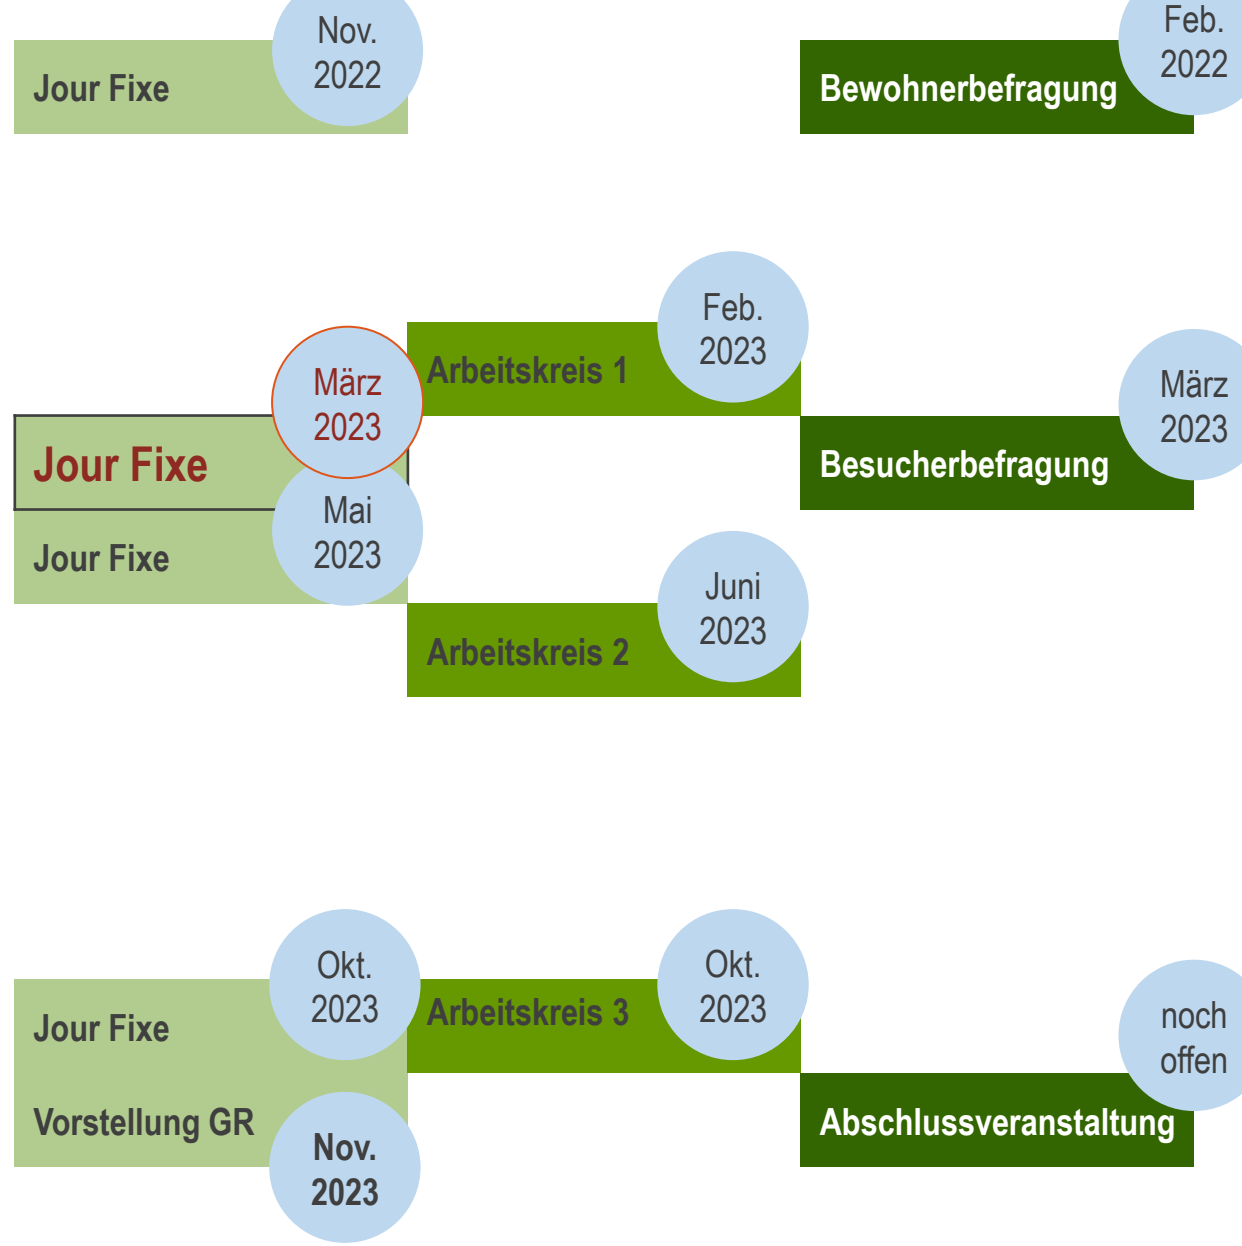 Nov.
2022
Jour Fixe
Feb.
2022
Bewohnerbefragung
Feb.
2023
Arbeitskreis 1
März
2023
Jour Fixe
März
2023
Besucherbefragung
Mai
2023
Jour Fixe
Juni
2023
Arbeitskreis 2
Okt.
2023
Jour Fixe
Okt.
2023
Arbeitskreis 3
noch
offen
Vorstellung GR
Nov.
2023
Abschlussveranstaltung